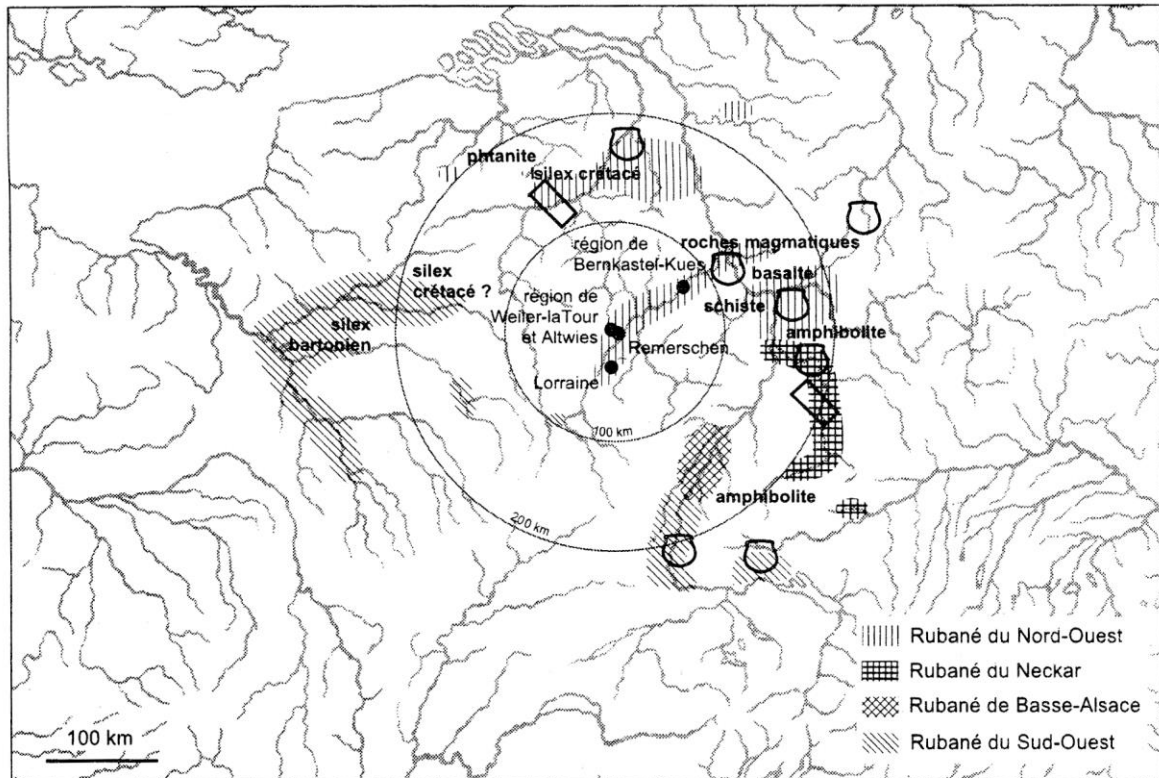 phtanite
silex crétacé
région de
Bernkastel-Kues
roches magmatiques
basalte
schiste
amphibolite
silex
crétacé ?
région de
Weiler-laTour
et Altwies
Remerschen
silex
bartonien
Lorraine
100 km
amphibolite
200 km
Rubané du Nord-Ouest
Rubané du Neckar
Rubané de Basse-Alsace
Rubané du Sud-Ouest
100 km